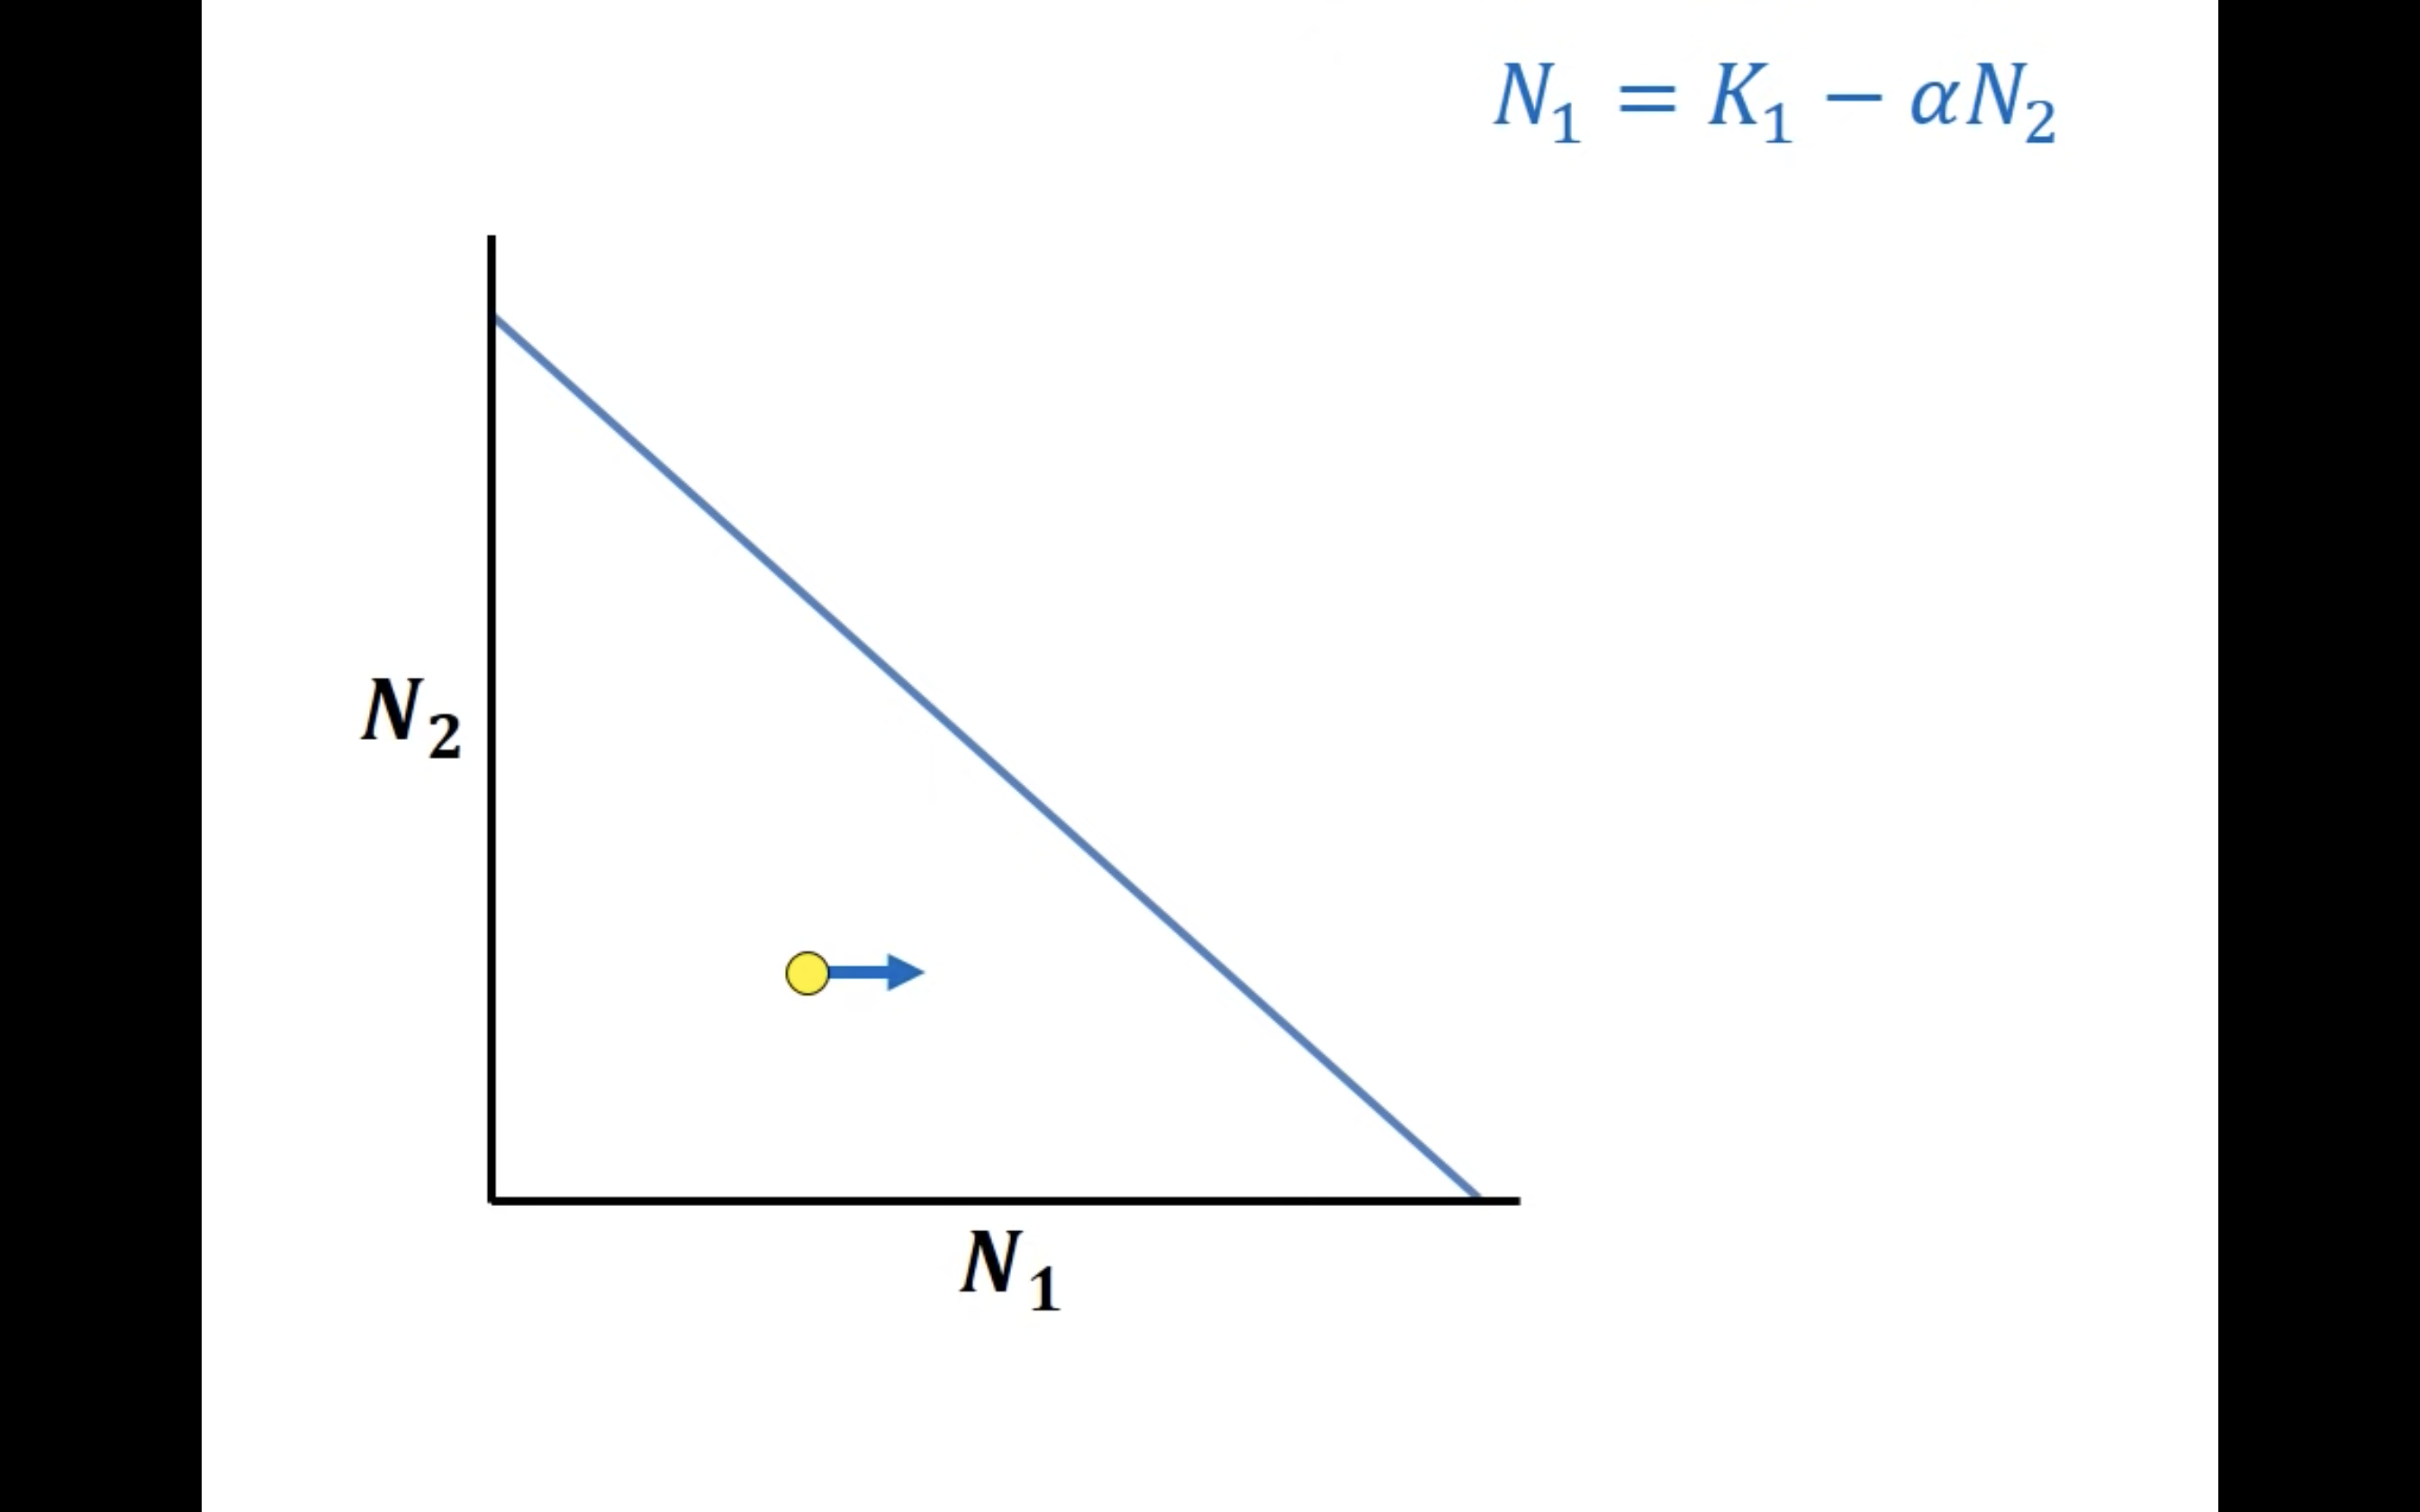 N₁ = K₁ − αN₂
N₂
N₁